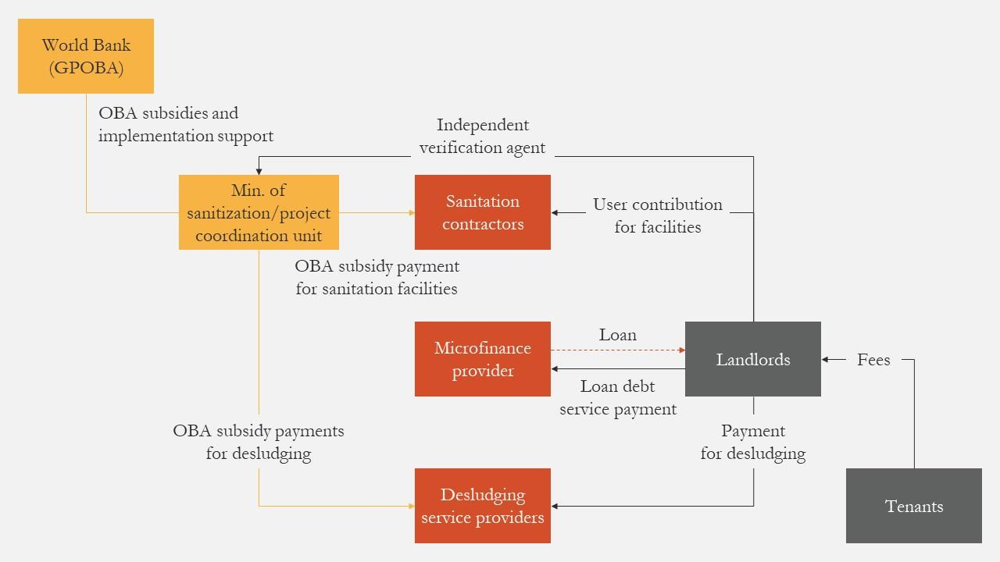 World Bank
(GPOBA)
OBA subsidies and
implementation support
Independent
verification agent
Min. of
sanitization/project
coordination unit
Sanitation
contractors
User contribution
for facilities
OBA subsidy payment
for sanitation facilities
Microfinance
provider
Loan
Landlords
Fees
Loan debt
service payment
OBA subsidy payments
for desludging
Payment
for desludging
Desludging
service providers
Tenants